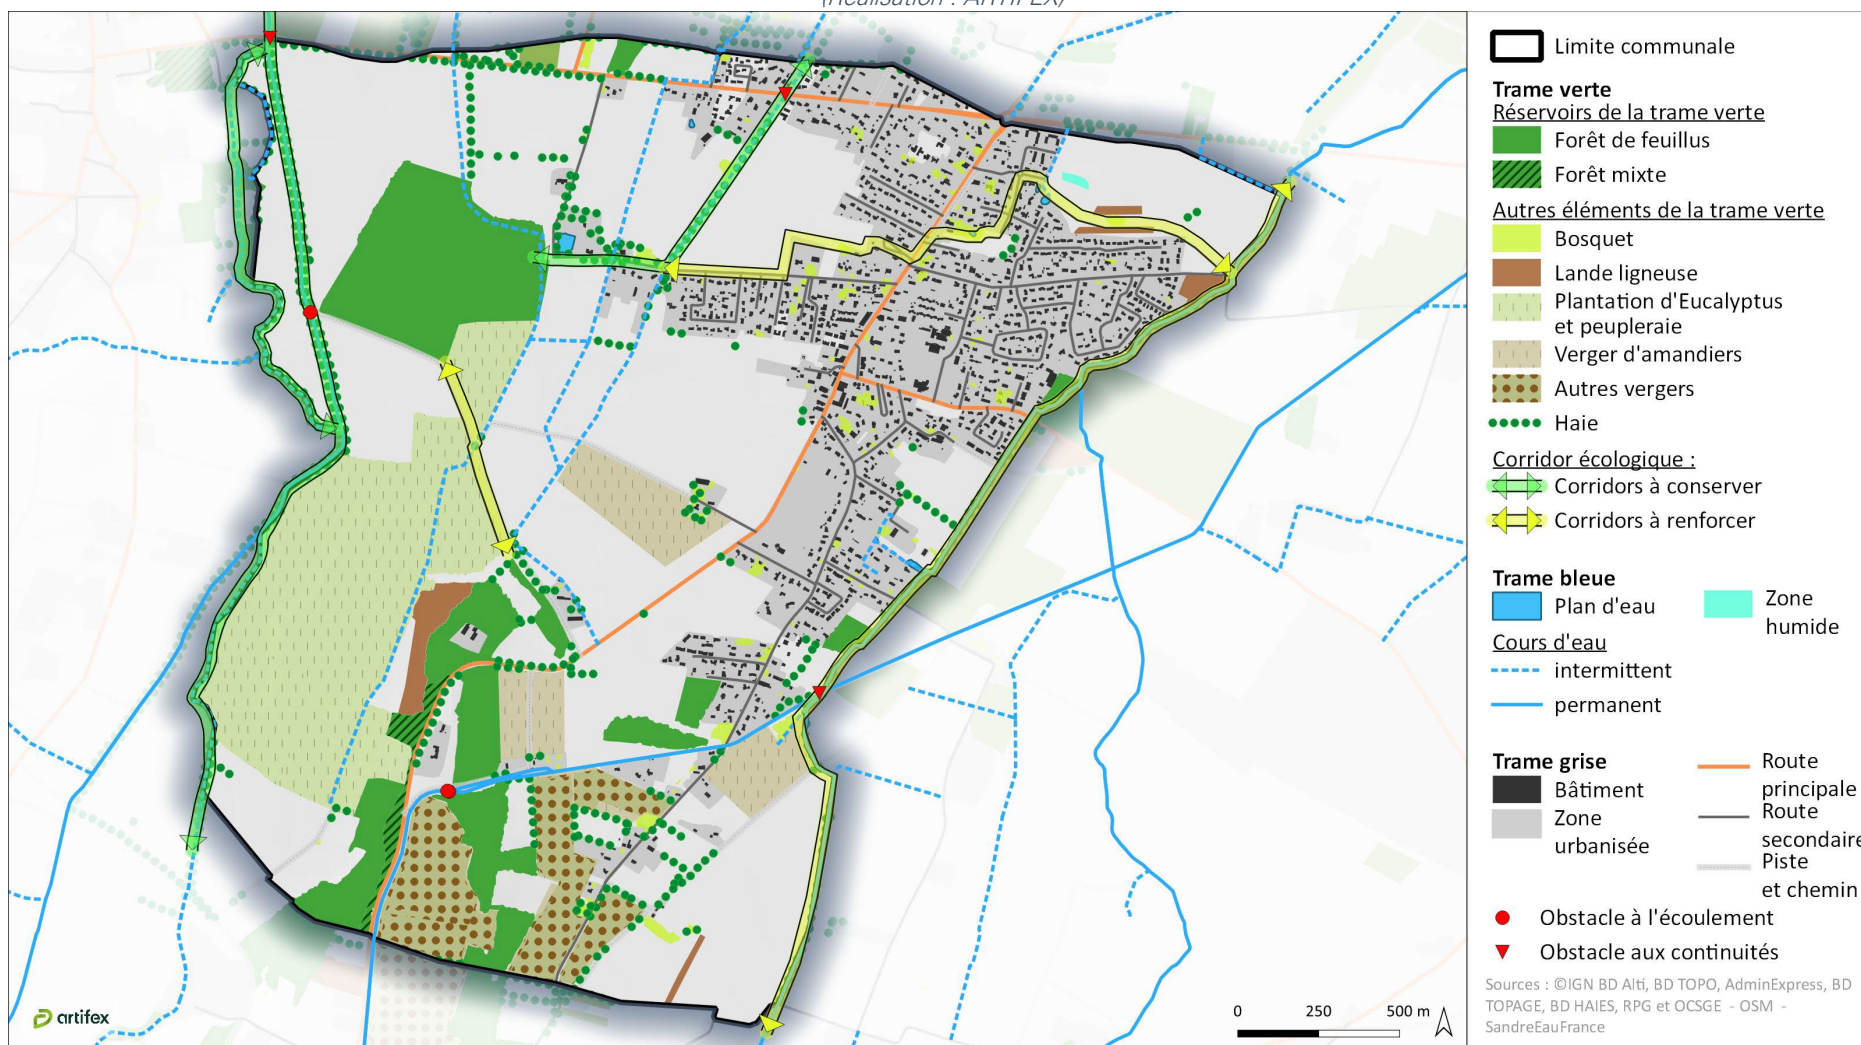 (Réalisation : ARTIFEX)
Limite communale
Trame verte
Réservoirs de la trame verte
Forêt de feuillus
Forêt mixte
Autres éléments de la trame verte
Bosquet
Lande ligneuse
Plantation d'Eucalyptus
et peupleraie
Verger d'amandiers
Autres vergers
Haie
Corridor écologique :
Corridors à conserver
Corridors à renforcer
Trame bleue
Plan d'eau
Zone
humide
Cours d'eau
intermittent
permanent
Trame grise
Bâtiment
Zone
urbanisée
Route
principale
Route
secondaire
Piste
et chemin
Obstacle à l'écoulement
Obstacle aux continuités
Sources : ©IGN BD Alti, BD TOPO, AdminExpress, BD
TOPAGE, BD HAIES, RPG et OCSGE - OSM -
SandreEauFrance
0 250 500 m
artifex